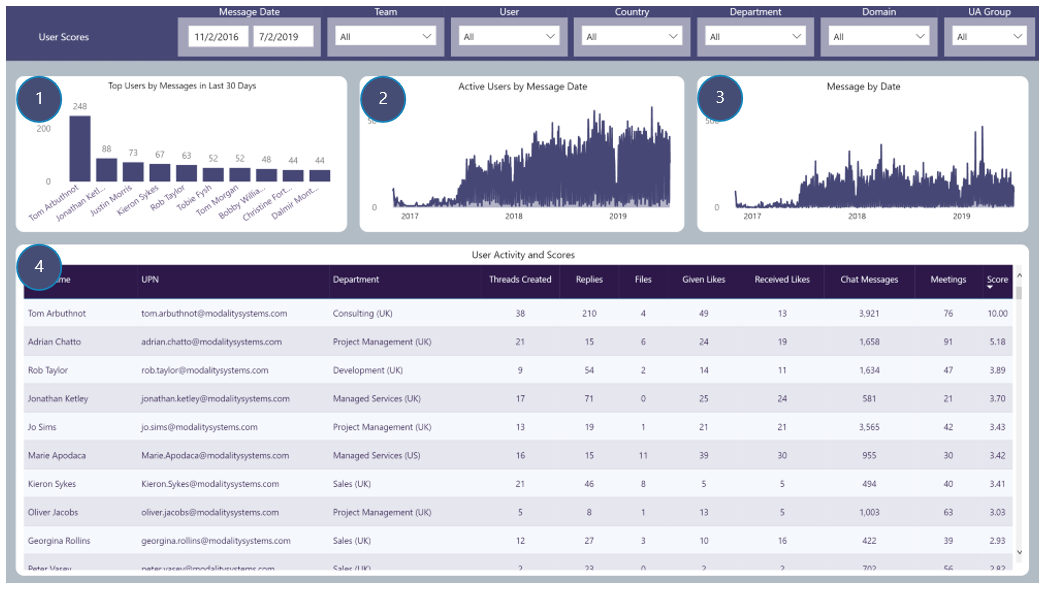 Message Date Team User Country Department Domain UA Group
User Scores 11/2/2016 7/2/2019 All All All All All All
1 Top Users by Messages in Last 30 Days
248
200
88
73
67
63
52
52
48
44
44
0
Tom Arbuthnot
Jonathan Ketl...
Justin Morris
Kieron Sykes
Rob Taylor
Tobie Fysh
Tom Morgan
Bobby Willia...
Christine Fort...
Dalmir Mont...
2 Active Users by Message Date
0
2017 2018 2019
3 Message by Date
0
2017 2018 2019
4 User Activity and Scores
UPN Department Threads Created Replies Files Given Likes Received Likes Chat Messages Meetings Score
Tom Arbuthnot tom.arbuthnot@modalitysystems.com Consulting (UK) 38 210 4 49 13 3,921 76 10.00
Adrian Chatto adrian.chatto@modalitysystems.com Project Management (UK) 21 15 6 24 19 1,658 91 5.18
Rob Taylor rob.taylor@modalitysystems.com Development (UK) 9 54 2 14 11 1,634 47 3.89
Jonathan Ketley jonathan.ketley@modalitysystems.com Managed Services (UK) 17 71 0 25 24 581 21 3.70
Jo Sims jo.sims@modalitysystems.com Project Management (UK) 13 19 1 21 21 3,565 42 3.43
Marie Apodaca Marie.Apodaca@modalitysystems.com Managed Services (US) 16 15 11 39 30 955 30 3.42
Kieron Sykes Kieron.Sykes@modalitysystems.com Sales (UK) 21 46 8 5 5 494 40 3.41
Oliver Jacobs oliver.jacobs@modalitysystems.com Project Management (UK) 5 8 1 13 5 1,003 63 3.03
Georgina Rollins georgina.rollins@modalitysystems.com Sales (UK) 12 27 3 10 16 422 39 2.93
Peter Vasey peter.vasey@modalitysystems.com Sales (UK) 2 23 0 2 2 702 56 2.82